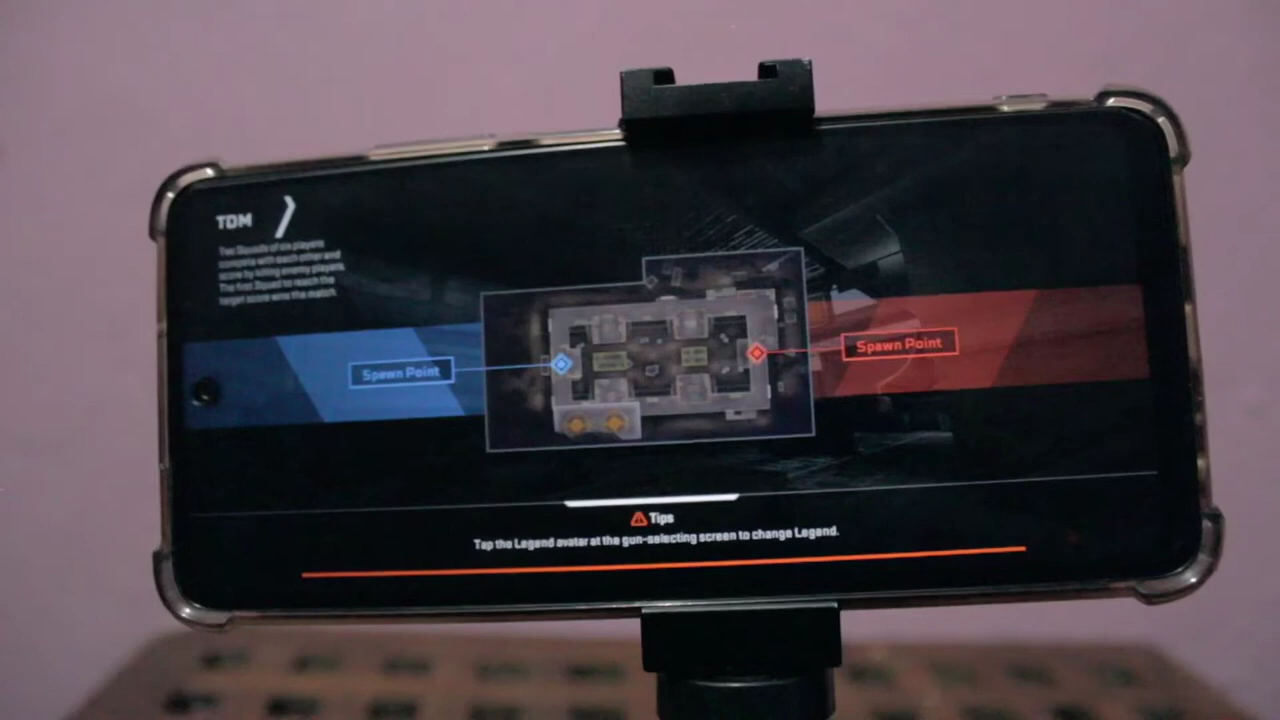 TDM
Two Squads of six players
compete with each other and
score by killing enemy players.
The first Squad to reach the
target score wins the match.
Spawn Point
Spawn Point
Tips
Tap the Legend avatar at the gun-selecting screen to change Legend.